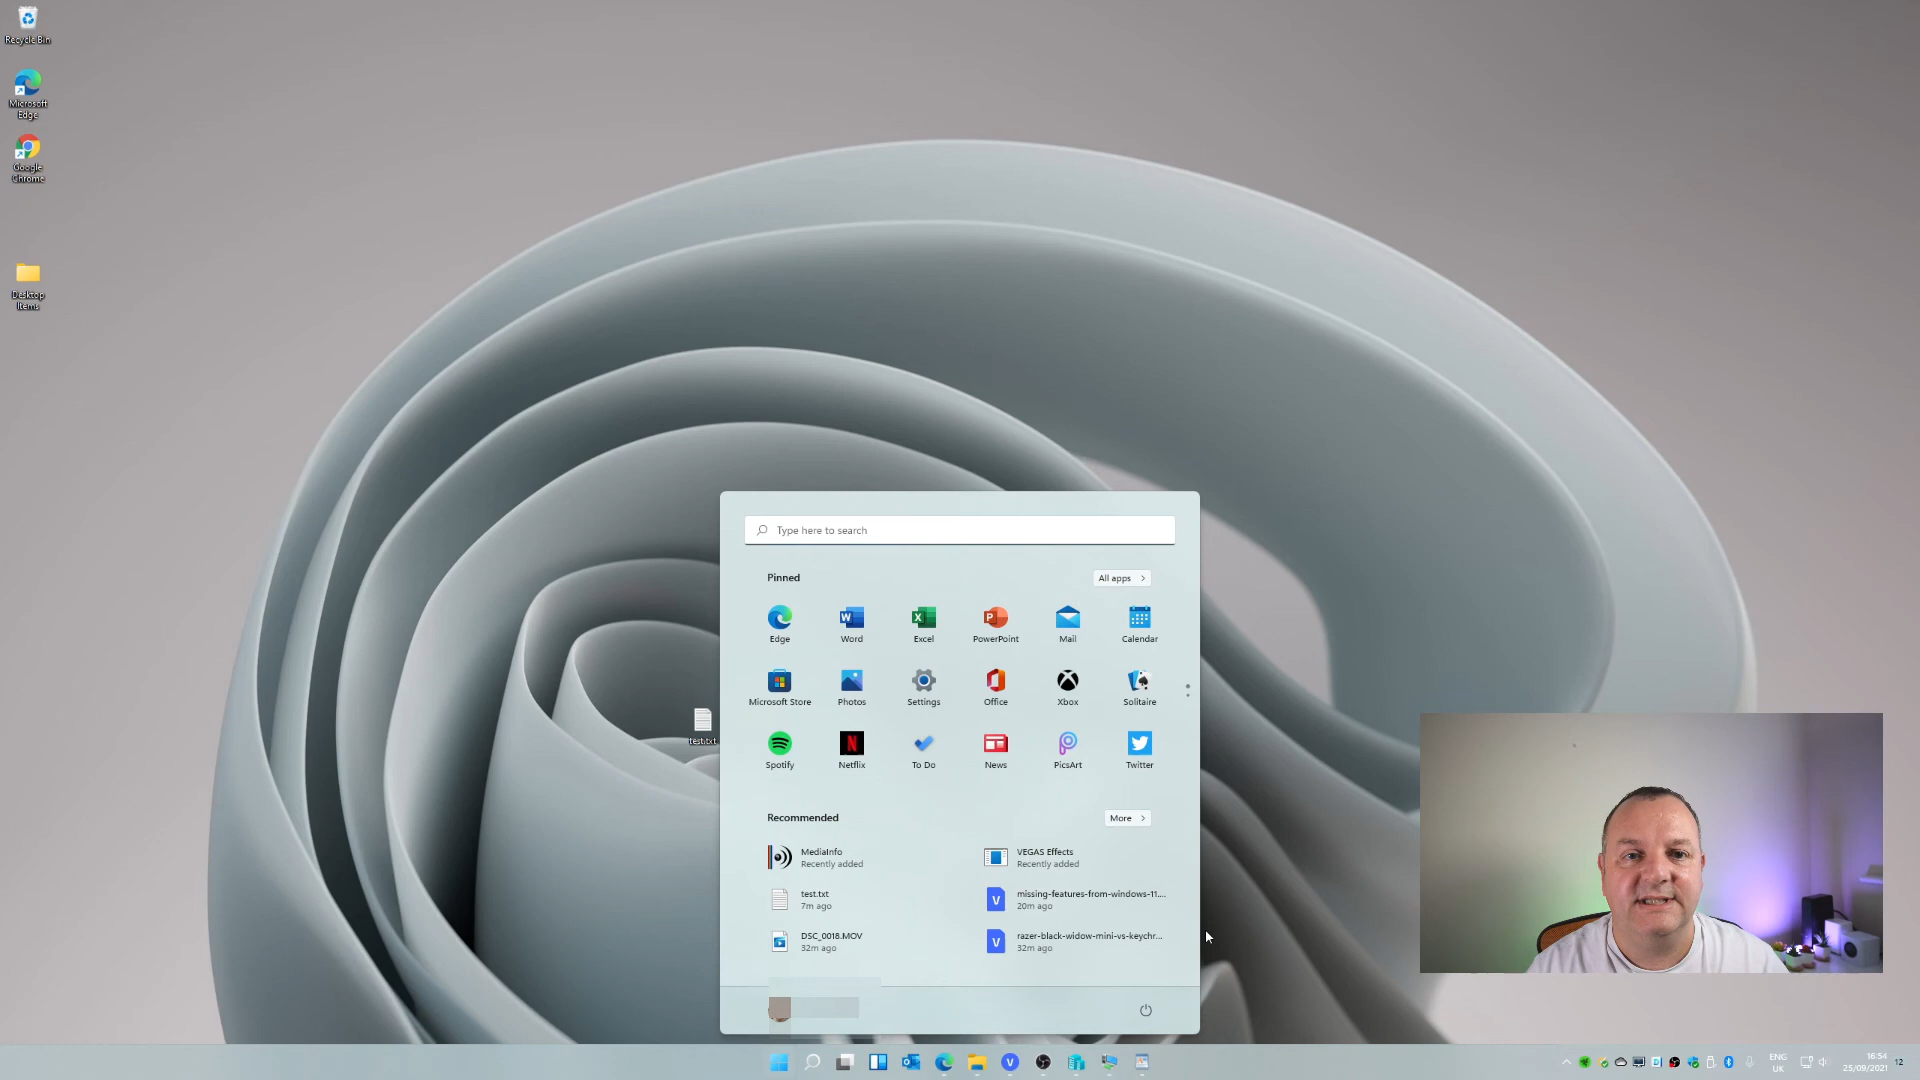 Recycle Bin
Microsoft
Edge
Google
Chrome
Desktop
Items
test.txt
Type here to search
Pinned
All apps
Edge
Word
Excel
PowerPoint
Mail
Calendar
Microsoft Store
Photos
Settings
Office
Xbox
Solitaire
Spotify
Netflix
To Do
News
PicsArt
Twitter
Recommended
More
MediaInfo
Recently added
VEGAS Effects
Recently added
test.txt
7m ago
missing-features-from-windows-11....
20m ago
DSC_0018.MOV
32m ago
razer-black-widow-mini-vs-keychr...
32m ago
ENG
UK
16:54
25/09/2021
12